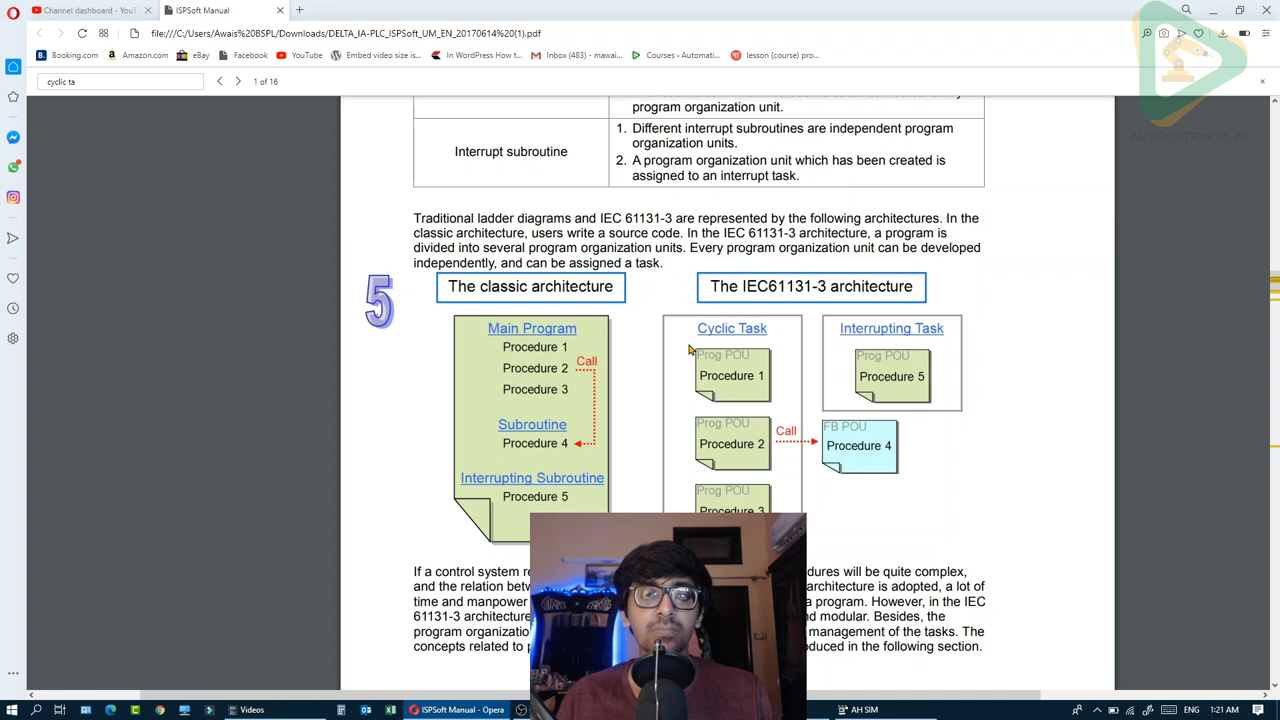 Channel dashboard - YouT
ISPSoft Manual
file:///C:/Users/Awais%20BSPL/Downloads/DELTA_IA-PLC_ISPSoft_UM_EN_20170614%20(1).pdf
Booking.com
Amazon.com
eBay
Facebook
YouTube
Embed video size is...
In WordPress How t...
Inbox (483) - mawai...
Courses - Automati...
lesson (course) pro...
cyclic ta
1 of 16
AUTOMATION PLAY
program organization unit.
Interrupt subroutine
1. Different interrupt subroutines are independent program
organization units.
2. A program organization unit which has been created is
assigned to an interrupt task.
Traditional ladder diagrams and IEC 61131-3 are represented by the following architectures. In the
classic architecture, users write a source code. In the IEC 61131-3 architecture, a program is
divided into several program organization units. Every program organization unit can be developed
independently, and can be assigned a task.
5
The classic architecture
The IEC61131-3 architecture
Main Program
Procedure 1
Procedure 2
Call
Procedure 3
Subroutine
Procedure 4
Interrupting Subroutine
Procedure 5
Cyclic Task
Prog POU
Procedure 1
Prog POU
Procedure 2
Call
Prog POU
Procedure 3
Interrupting Task
Prog POU
Procedure 5
FB POU
Procedure 4
If a control system
dures will be quite complex,
and the relation
architecture is adopted, a lot of
time and manpower
a program. However, in the IEC
61131-3 architecture
nd modular. Besides, the
program
management of the tasks. The
concepts related to
oduced in the following section.
Videos
ISPSoft Manual - Opera
AH SIM
ENG
1:21 AM